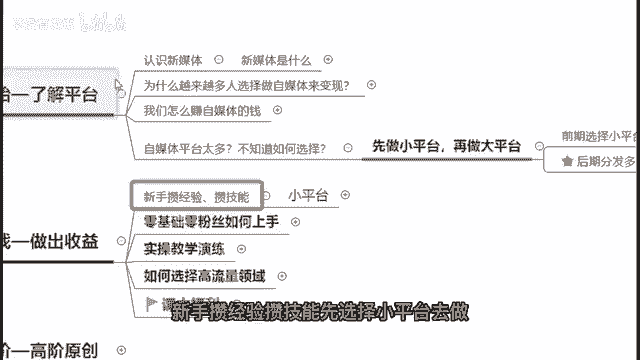 认识新媒体 新媒体是什么
为什么越来越多人选择做自媒体来变现?
台一了解平台
我们怎么赚自媒体的钱
自媒体平台太多? 不知道如何选择? 先做小平台,再做大平台
前期选择小平台
后期分发多
新手攒经验、攒技能 小平台
零基础零粉丝如何上手
戈一做出收益
实操教学演练
如何选择高流量领域
新手攒经验攒技能先选择小平台去做
介一高阶原创